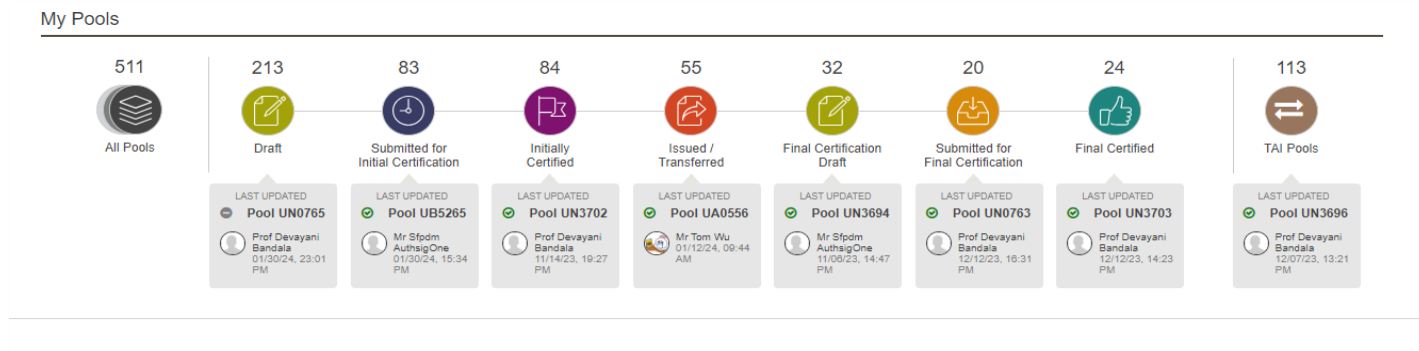 My Pools
511
All Pools
213
Draft
LAST UPDATED
Pool UN0765
Prof Devayani
Bandala
01/30/24, 23:01
PM
83
Submitted for
Initial Certification
LAST UPDATED
Pool UB5265
Mr Sfpdm
AuthsigOne
01/30/24, 15:34
PM
84
Initially
Certified
LAST UPDATED
Pool UN3702
Prof Devayani
Bandala
11/14/23, 19:27
PM
55
Issued /
Transferred
LAST UPDATED
Pool UA0556
Mr Tom Wu
01/12/24, 09:44
AM
32
Final Certification
Draft
LAST UPDATED
Pool UN3694
Mr Sfpdm
AuthsigOne
11/06/23, 14:47
PM
20
Submitted for
Final Certification
LAST UPDATED
Pool UN0763
Prof Devayani
Bandala
12/12/23, 16:31
PM
24
Final Certified
LAST UPDATED
Pool UN3703
Prof Devayani
Bandala
12/12/23, 14:23
PM
113
TAI Pools
LAST UPDATED
Pool UN3696
Prof Devayani
Bandala
12/07/23, 13:21
PM